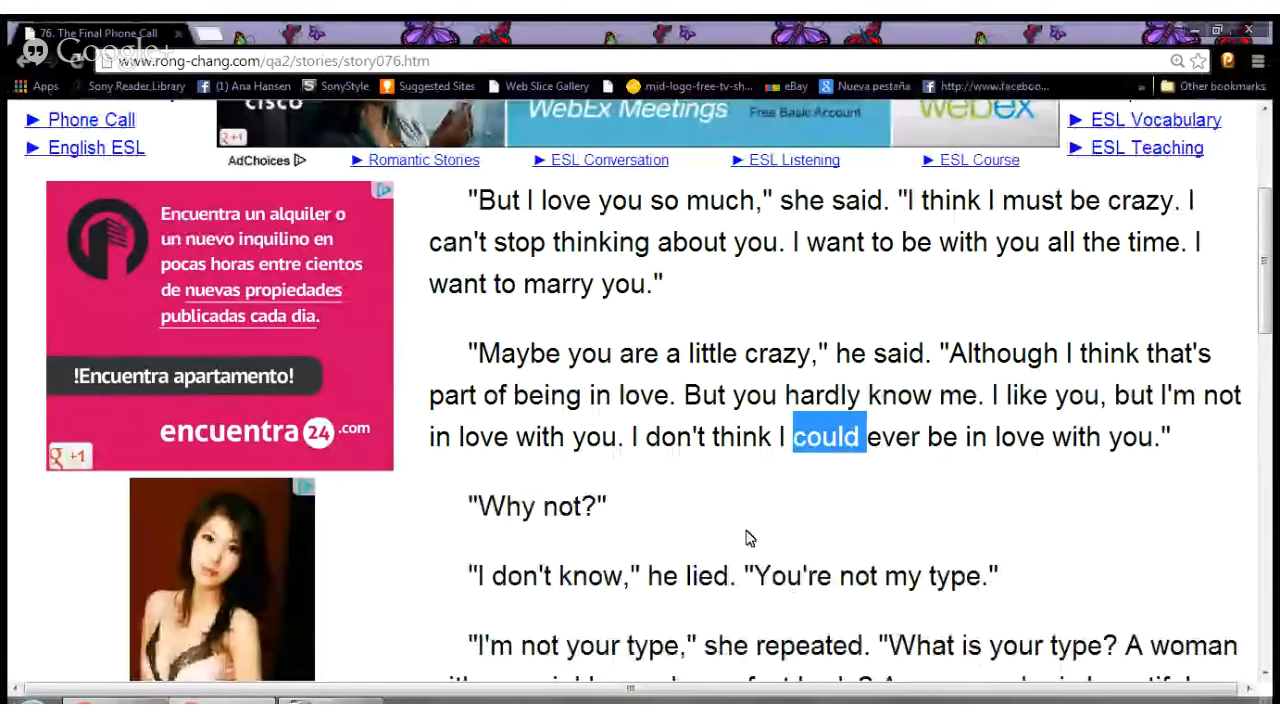 76. The Final Phone Call
Google+
www.rong-chang.com/qa2/stories/story076.htm
Apps Sony Reader Library (1) Ana Hansen SonyStyle Suggested Sites Web Slice Gallery mid-logo-free-tv-sh... eBay Nueva pestaña http://www.faceboo... » Other bookmarks
► Phone Call
► English ESL
CISCO
g+1
WebEx Meetings Free Basic Account
webex
► ESL Vocabulary
► ESL Teaching
AdChoices ► Romantic Stories ► ESL Conversation ► ESL Listening ► ESL Course
Encuentra un alquiler o
un nuevo inquilino en
pocas horas entre cientos
de nuevas propiedades
publicadas cada dia.
!Encuentra apartamento!
encuentra24.com
g +1
"But I love you so much," she said. "I think I must be crazy. I
can't stop thinking about you. I want to be with you all the time. I
want to marry you."
"Maybe you are a little crazy," he said. "Although I think that's
part of being in love. But you hardly know me. I like you, but I'm not
in love with you. I don't think I could ever be in love with you."
"Why not?"
"I don't know," he lied. "You're not my type."
"I'm not your type," she repeated. "What is your type? A woman